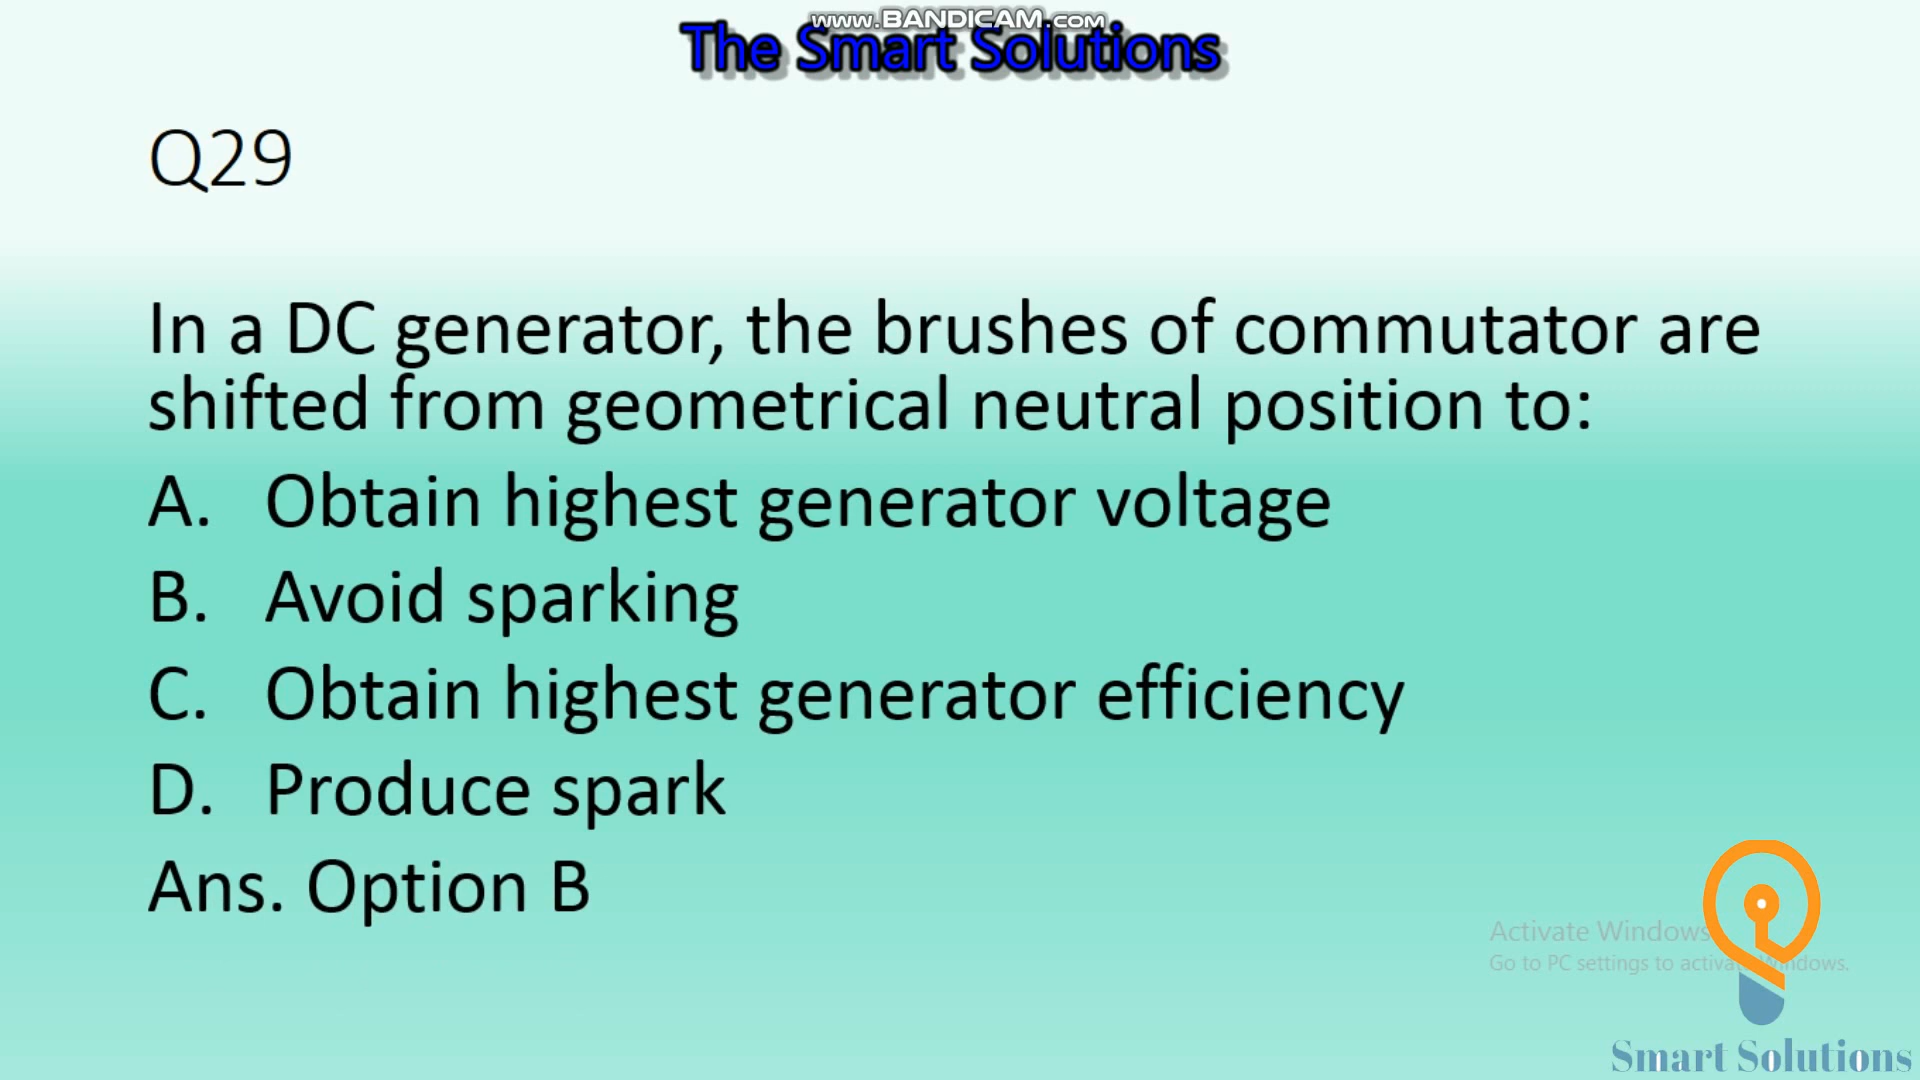 www.BANDICAM.com
The Smart Solutions
Q29
In a DC generator, the brushes of commutator are
shifted from geometrical neutral position to:
A. Obtain highest generator voltage
B. Avoid sparking
C. Obtain highest generator efficiency
D. Produce spark
Ans. Option B
Activate Windows
Go to PC settings to activate Windows.
Smart Solutions